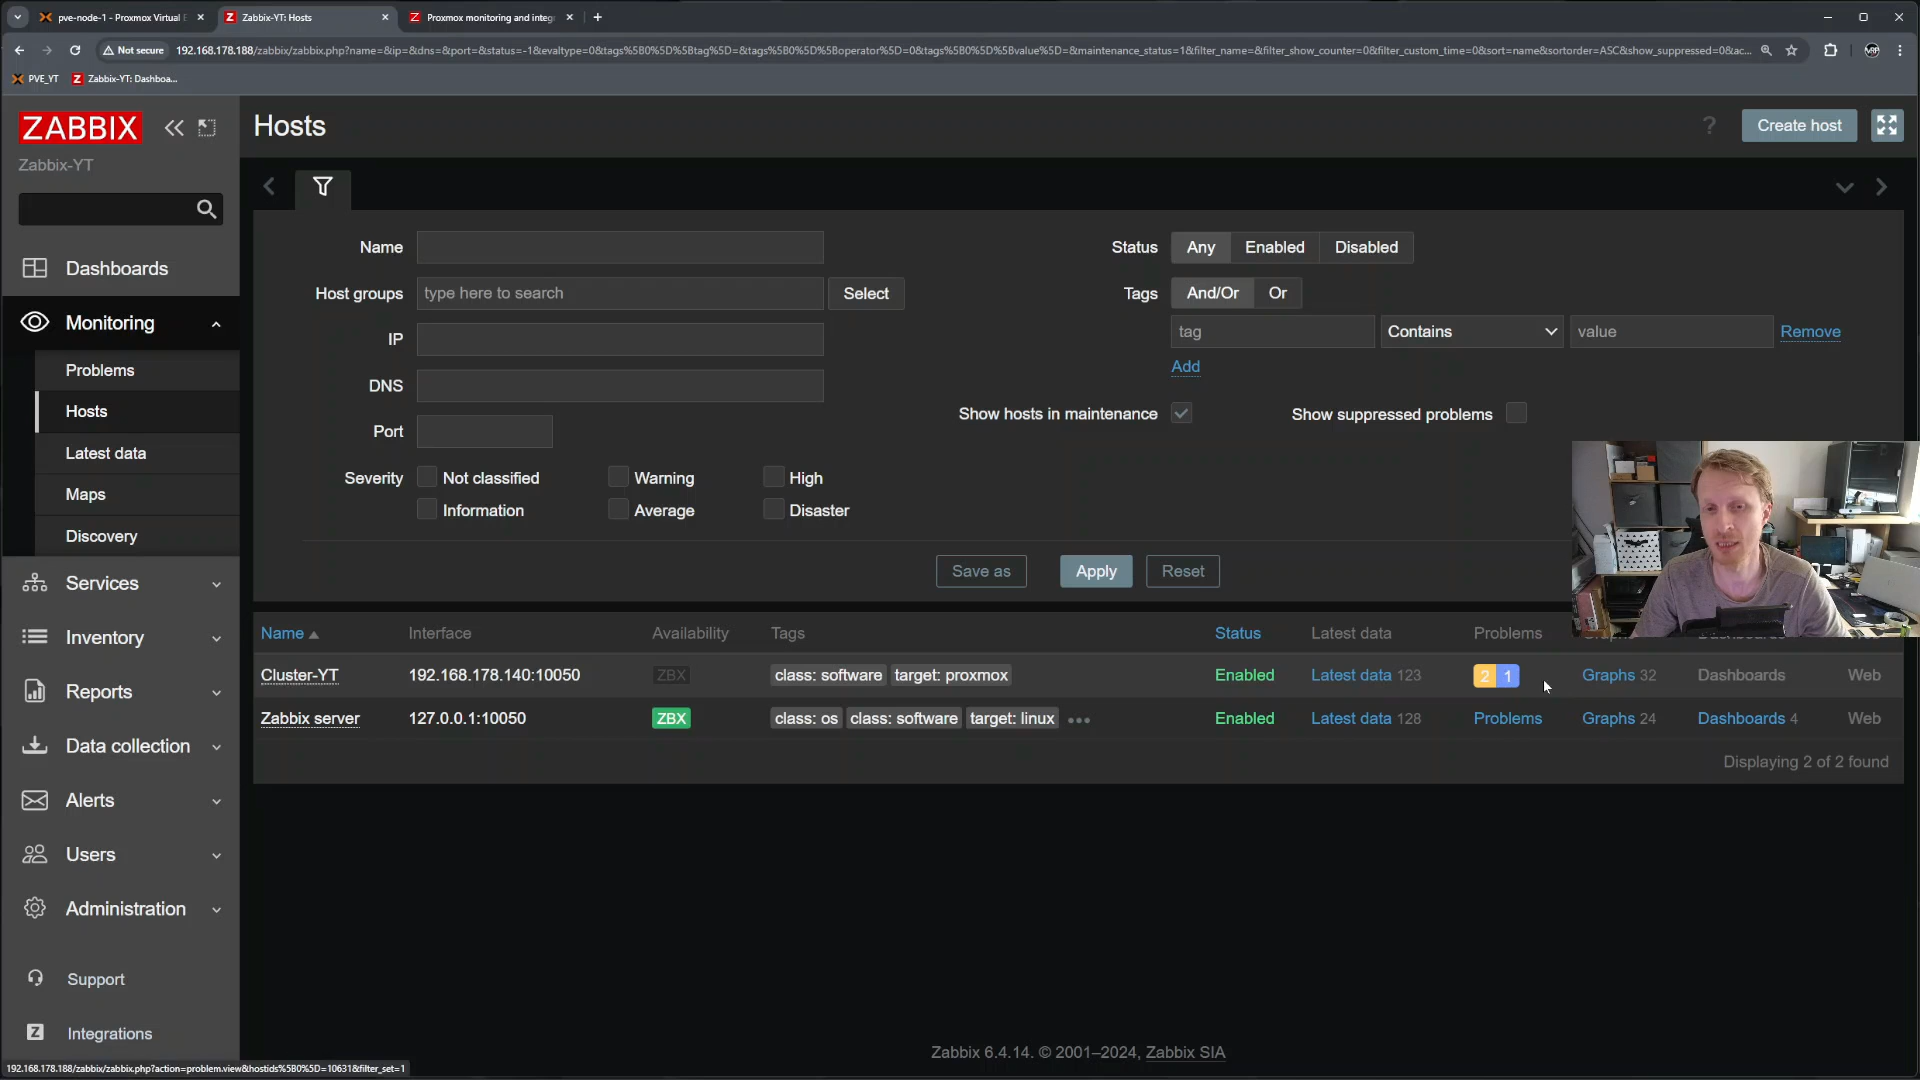 pve-node-1 - Proxmox Virtual E
Zabbix-YT: Hosts
Proxmox monitoring and integ
Not secure
192.168.178.188/zabbix/zabbix.php?name=&ip=&dns=&port=&status=-1&evaltype=0&tags%5B0%5D%5Btag%5D=&tags%5B0%5D%5Boperator%5D=0&tags%5B0%5D%5Bvalue%5D=&maintenance_status=1&filter_name=&filter_show_counter=0&filter_custom_time=0&sort=name&sortorder=ASC&show_suppressed=0&ac...
PVE_YT
Zabbix-YT: Dashboa...
ZABBIX
Zabbix-YT
Dashboards
Monitoring
Problems
Hosts
Latest data
Maps
Discovery
Services
Inventory
Reports
Data collection
Alerts
Users
Administration
Support
Integrations
Hosts
? Create host
Name
Host groups type here to search Select
IP
DNS
Port
Severity Not classified Warning High
Information Average Disaster
Status Any Enabled Disabled
Tags And/Or Or
tag Contains value Remove
Add
Show hosts in maintenance Show suppressed problems
Save as Apply Reset
Name Interface Availability Tags Status Latest data Problems Dashboards
Cluster-YT 192.168.178.140:10050 ZBX class: software target: proxmox Enabled Latest data 123 2 1 Graphs 32 Dashboards Web
Zabbix server 127.0.0.1:10050 ZBX class: os class: software target: linux Enabled Latest data 128 Problems Graphs 24 Dashboards 4 Web
Displaying 2 of 2 found
Zabbix 6.4.14. © 2001–2024, Zabbix SIA
192.168.178.188/zabbix/zabbix.php?action=problem.view&hostids%5B0%5D=10631&filter_set=1